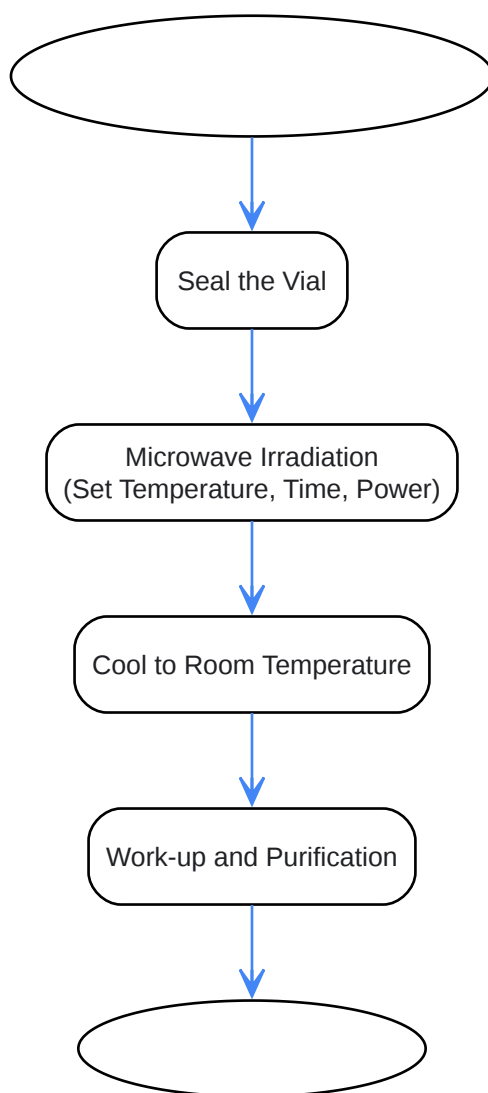 Seal the Vial
Microwave Irradiation
(Set Temperature, Time, Power)
Cool to Room Temperature
Work-up and Purification